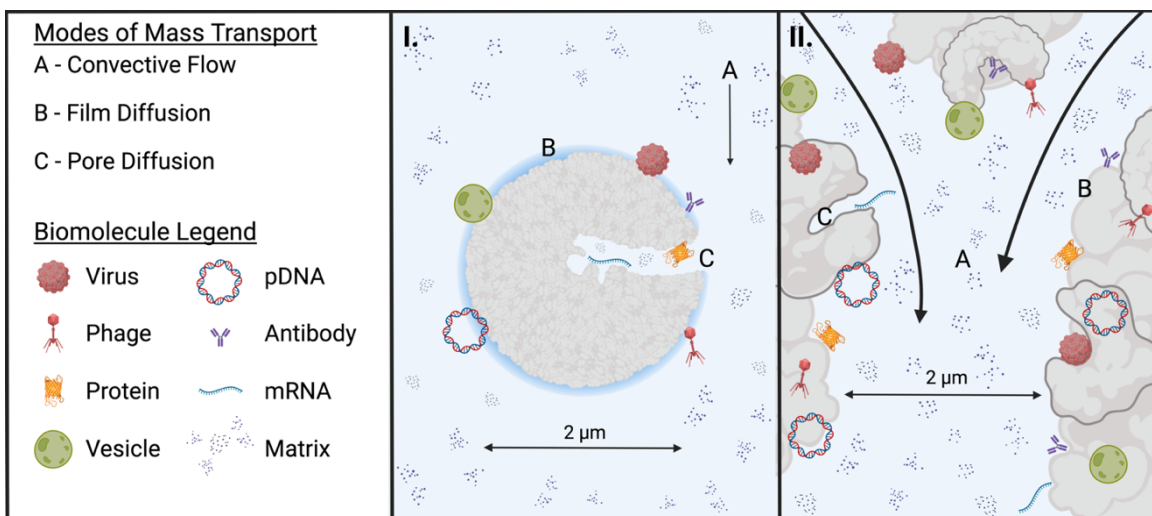 Modes of Mass Transport
A - Convective Flow
B - Film Diffusion
C - Pore Diffusion
Biomolecule Legend
Virus pDNA
Phage Antibody
Protein mRNA
Vesicle Matrix
I.
A
B
C
2 µm
II.
B
C
A
2 µm